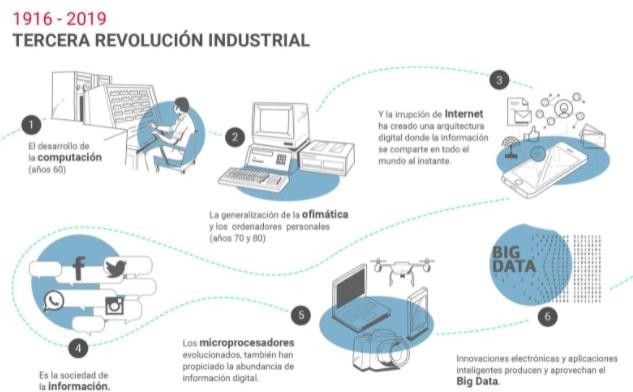 1916 - 2019
TERCERA REVOLUCIÓN INDUSTRIAL
1
El desarrollo de
la computación
(años 60)
2
La generalización de la ofimática
y los ordenadores personales
(años 70 y 80)
3
Y la irrupción de Internet
ha creado una arquitectura
digital donde la información
se comparte en todo el
mundo al instante.
4
Es la sociedad de
la información.
5
Los microprocesadores
evolucionados, también han
propiciado la abundancia de
información digital.
BIG
DATA
6
Innovaciones electrónicas y aplicaciones
inteligentes producen y aprovechan el
Big Data.